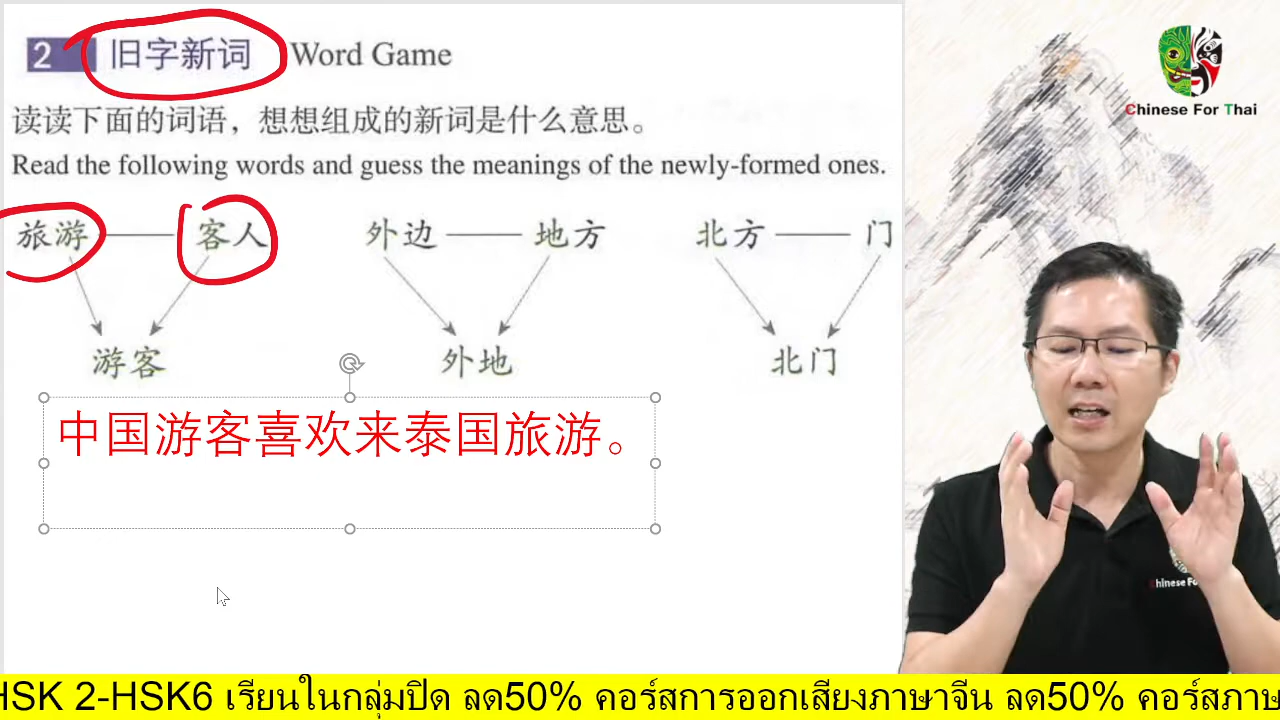 2 旧字新词 Word Game
读读下面的词语，想想组成的新词是什么意思。
Read the following words and guess the meanings of the newly-formed ones.
旅游 客人 外边 地方 北方 门
游客 外地 北门
中国游客喜欢来泰国旅游。
Chinese For Thai
Chinese Fo
HSK 2-HSK6 เรียนในกลุ่มปิด ลด50% คอร์สการออกเสียงภาษาจีน ลด50% คอร์สภาษ